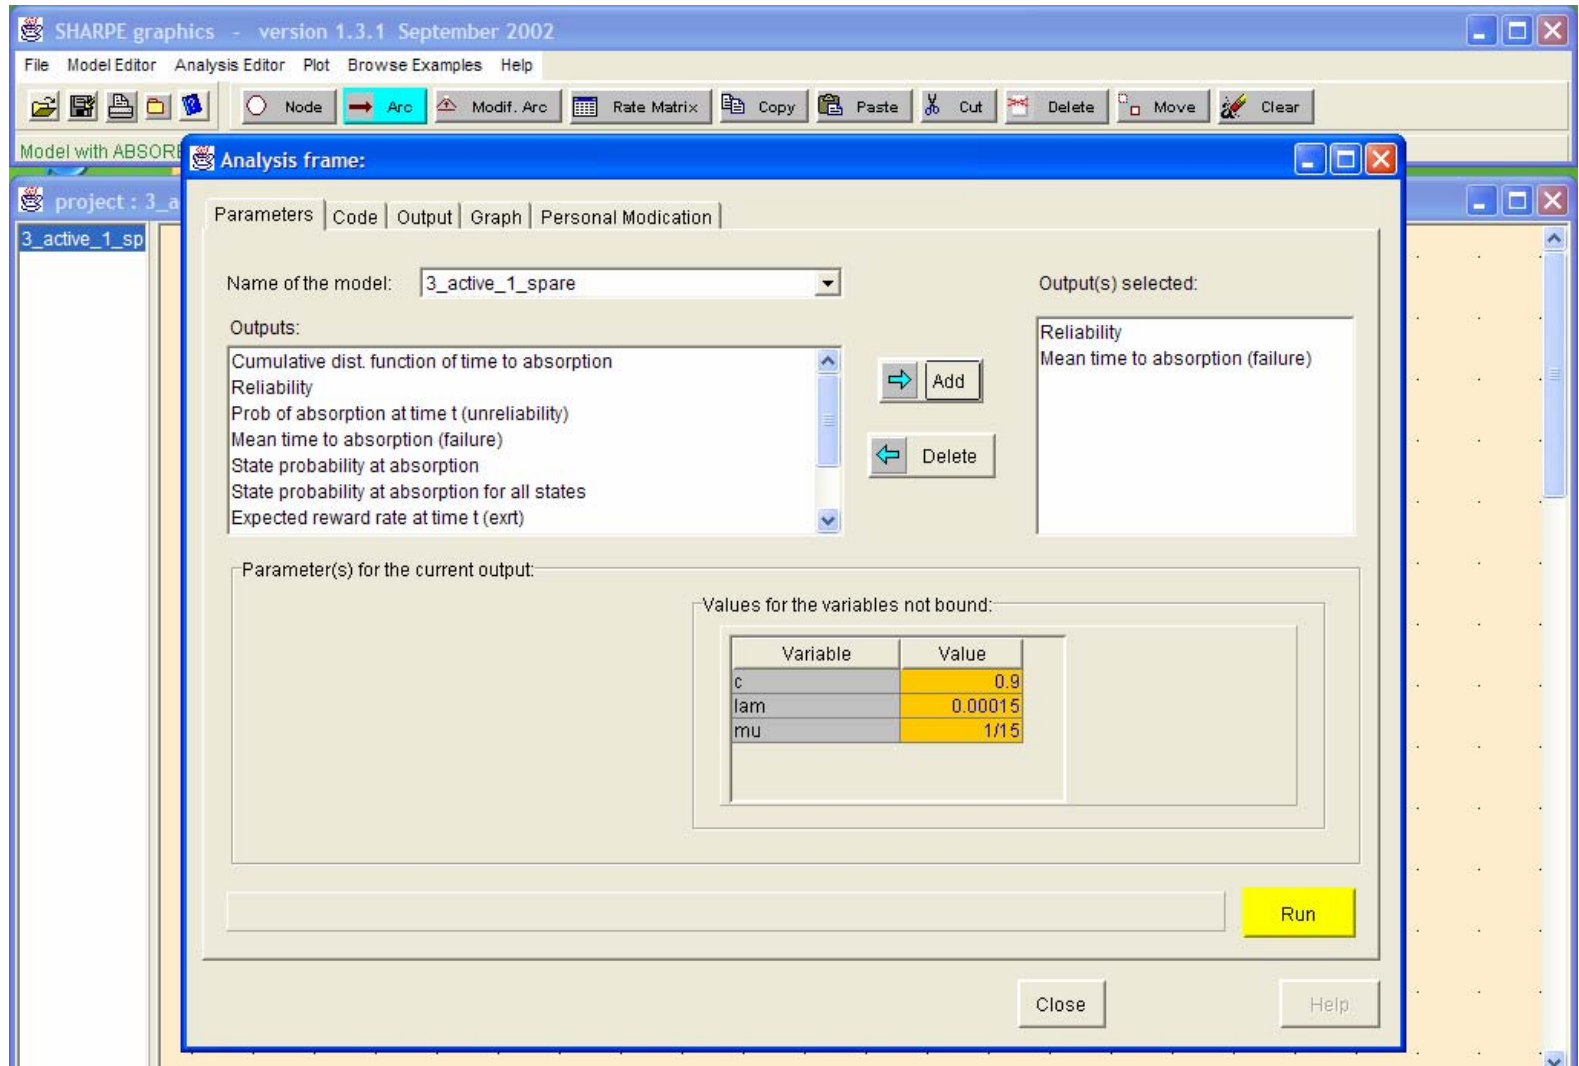 SHARPE graphics - version 1.3.1 September 2002
File Model Editor Analysis Editor Plot Browse Examples Help
Node Arc Modif. Arc Rate Matrix Copy Paste Cut Delete Move Clear
Model with ABSORB
Analysis frame:
project : 3_a
3_active_1_sp
Parameters Code Output Graph Personal Modication
Name of the model: 3_active_1_spare
Output(s) selected:
Outputs:
Cumulative dist. function of time to absorption
Reliability
Prob of absorption at time t (unreliability)
Mean time to absorption (failure)
State probability at absorption
State probability at absorption for all states
Expected reward rate at time t (exrt)
Add
Delete
Reliability
Mean time to absorption (failure)
Parameter(s) for the current output:
Values for the variables not bound:
Variable Value
c 0.9
lam 0.00015
mu 1/15
Run
Close Help